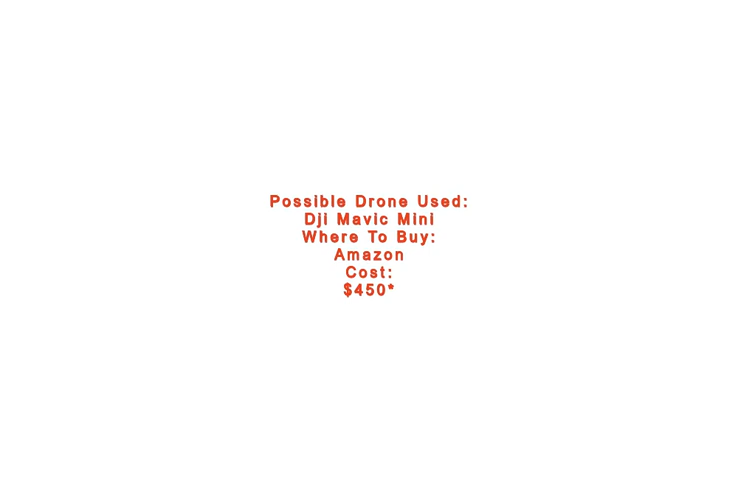 Possible Drone Used:
Dji Mavic Mini
Where To Buy:
Amazon
Cost:
$450*